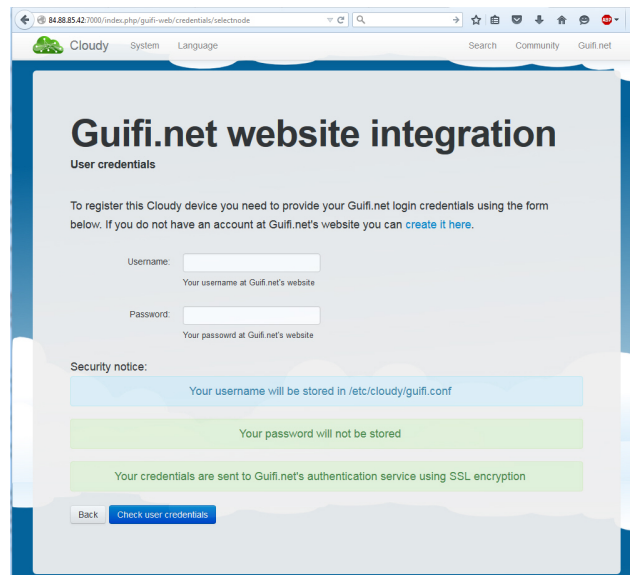 84.88.85.42:7000/index.php/guifi-web/credentials/selectnode
Cloudy System Language Search Community Guifi.net
Guifi.net website integration
User credentials
To register this Cloudy device you need to provide your Guifi.net login credentials using the form
below. If you do not have an account at Guifi.net's website you can create it here.
Username:
Your username at Guifi.net's website
Password:
Your passowrd at Guifi.net's website
Security notice:
Your username will be stored in /etc/cloudy/guifi.conf
Your password will not be stored
Your credentials are sent to Guifi.net's authentication service using SSL encryption
Back Check user credentials